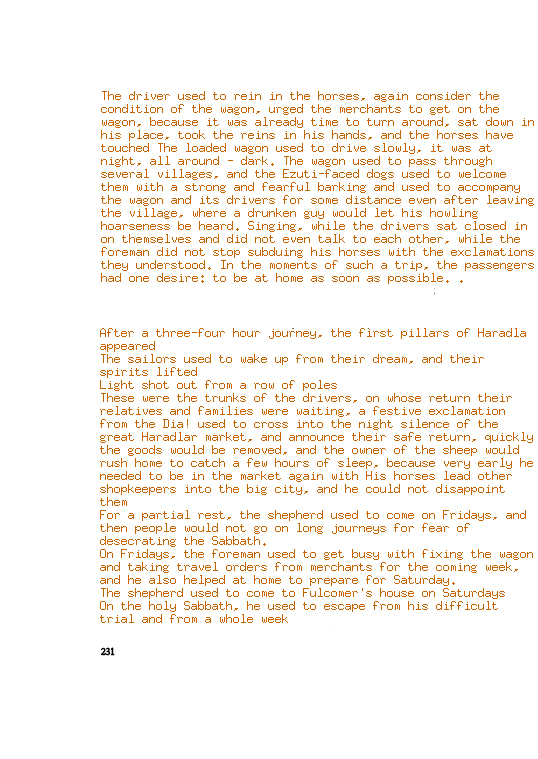 The driver used to rein in the horses, again consider the
condition of the wagon, urged the merchants to get on the
wagon, because it was already time to turn around, sat down in
his place, took the reins in his hands, and the horses have
touched The loaded wagon used to drive slowly, it was at
night, all around - dark. The wagon used to pass through
several villages, and the Ezuti-faced dogs used to welcome
them with a strong and fearful barking and used to accompany
the wagon and its drivers for some distance even after leaving
the village, where a drunken guy would let his howling
hoarseness be heard. Singing, while the drivers sat closed in
on themselves and did not even talk to each other, while the
foreman did not stop subduing his horses with the exclamations
they understood. In the moments of such a trip, the passengers
had one desire: to be at home as soon as possible. .
After a three-four hour journey, the first pillars of Haradla
appeared
The sailors used to wake up from their dream, and their
spirits lifted
Light shot out from a row of poles
These were the trunks of the drivers, on whose return their
relatives and families were waiting, a festive exclamation
from the Dia! used to cross into the night silence of the
great Haradlar market, and announce their safe return, quickly
the goods would be removed, and the owner of the sheep would
rush home to catch a few hours of sleep, because very early he
needed to be in the market again with His horses lead other
shopkeepers into the big city, and he could not disappoint
them
For a partial rest, the shepherd used to come on Fridays, and
then people would not go on long journeys for fear of
desecrating the Sabbath.
On Fridays, the foreman used to get busy with fixing the wagon
and taking travel orders from merchants for the coming week,
and he also helped at home to prepare for Saturday.
The shepherd used to come to Fulcomer's house on Saturdays
On the holy Sabbath, he used to escape from his difficult
trial and from a whole week
231